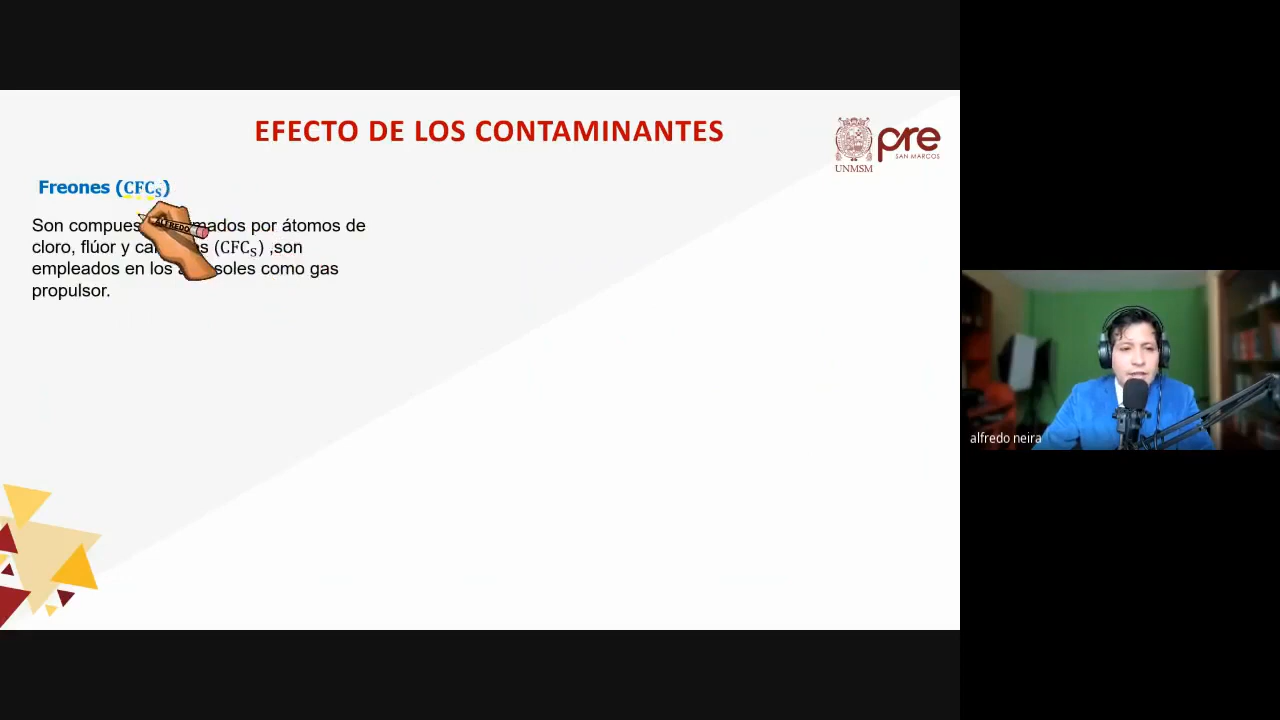 EFECTO DE LOS CONTAMINANTES
pre
SAN MARCOS
UNMSM
Freones (CFCs)
Son compues mados por átomos de
cloro, flúor y ca s (CFCs) ,son
empleados en los a soles como gas
propulsor.
ALFREDO
alfredo neira